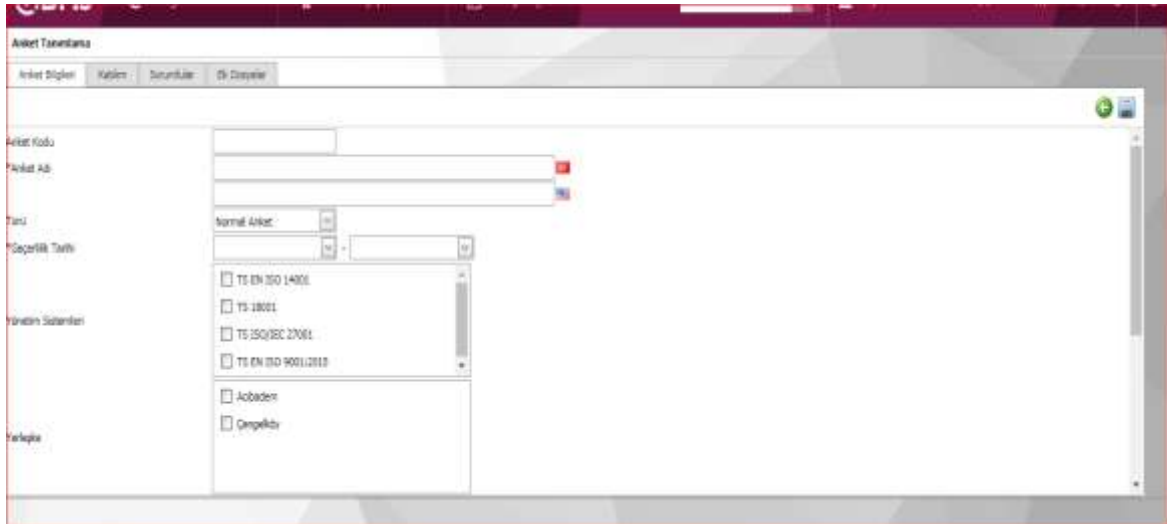 Anket Tanımlama
Anket Bilgileri Katılım Sorumlular Ek Dosyalar
Anket Kodu
*Anket Adı
Türü Normal Anket
*Geçerlilik Tarihi -
TS EN ISO 14001
TS 18001
Yönetim Sistemleri
TS ISO/IEC 27001
TS EN ISO 9001:2015
Acıbadem
Çengelköy
Yerleşke